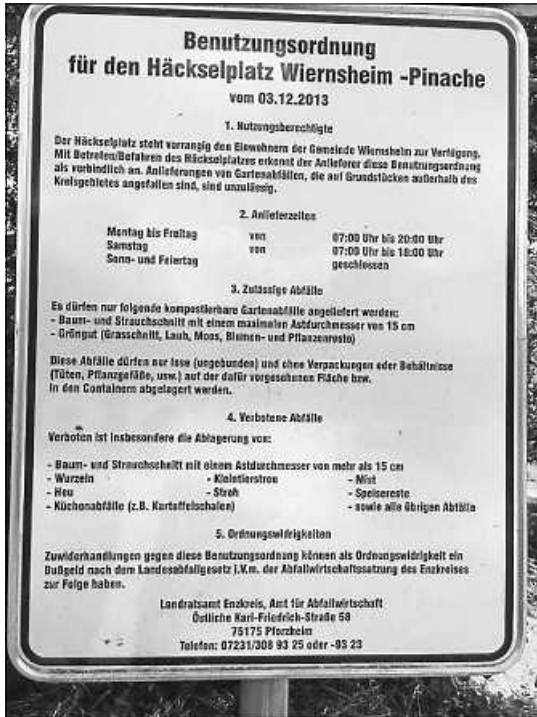 Benutzungsordnung
für den Häckselplatz Wiernsheim -Pinache
vom 03.12.2013
1. Nutzungsberechtigte
Der Häckselplatz steht vorrangig den Einwohnern der Gemeinde Wiernsheim zur Verfügung.
Mit Betreten/Befahren des Häckselplatzes erkennt der Anlieferer diese Benutzungsordnung
als verbindlich an. Anlieferungen von Gartenabfällen, die auf Grundstücken außerhalb des
Kreisgebietes angefallen sind, sind unzulässig.
2. Anlieferzeiten
Montag bis Freitag von 07:00 Uhr bis 20:00 Uhr
Samstag von 07:00 Uhr bis 18:00 Uhr
Sonn- und Feiertag geschlossen
3. Zulässige Abfälle
Es dürfen nur folgende kompostierbare Gartenabfälle angeliefert werden:
- Baum- und Strauchschnitt mit einem maximalen Astdurchmesser von 15 cm
- Grüngut (Grasschnitt, Laub, Moos, Blumen- und Pflanzenreste)
Diese Abfälle dürfen nur lose (ungebunden) und ohne Verpackungen oder Behältnisse
(Tüten, Pflanzgefäße, usw.) auf der dafür vorgesehenen Fläche bzw.
in den Containern abgelagert werden.
4. Verbotene Abfälle
Verboten ist insbesondere die Ablagerung von:
- Baum- und Strauchschnitt mit einem Astdurchmesser von mehr als 15 cm
- Wurzeln - Kleintierstreu - Mist
- Heu - Stroh - Speisereste
- Küchenabfälle (z.B. Kartoffelschalen) - sowie alle übrigen Abfälle
5. Ordnungswidrigkeiten
Zuwiderhandlungen gegen diese Benutzungsordnung können als Ordnungswidrigkeit ein
Bußgeld nach dem Landesabfallgesetz i.V.m. der Abfallwirtschaftssatzung des Enzkreises
zur Folge haben.
Landratsamt Enzkreis, Amt für Abfallwirtschaft
Östliche Karl-Friedrich-Straße 58
75175 Pforzheim
Telefon: 07231/308 93 25 oder -93 23